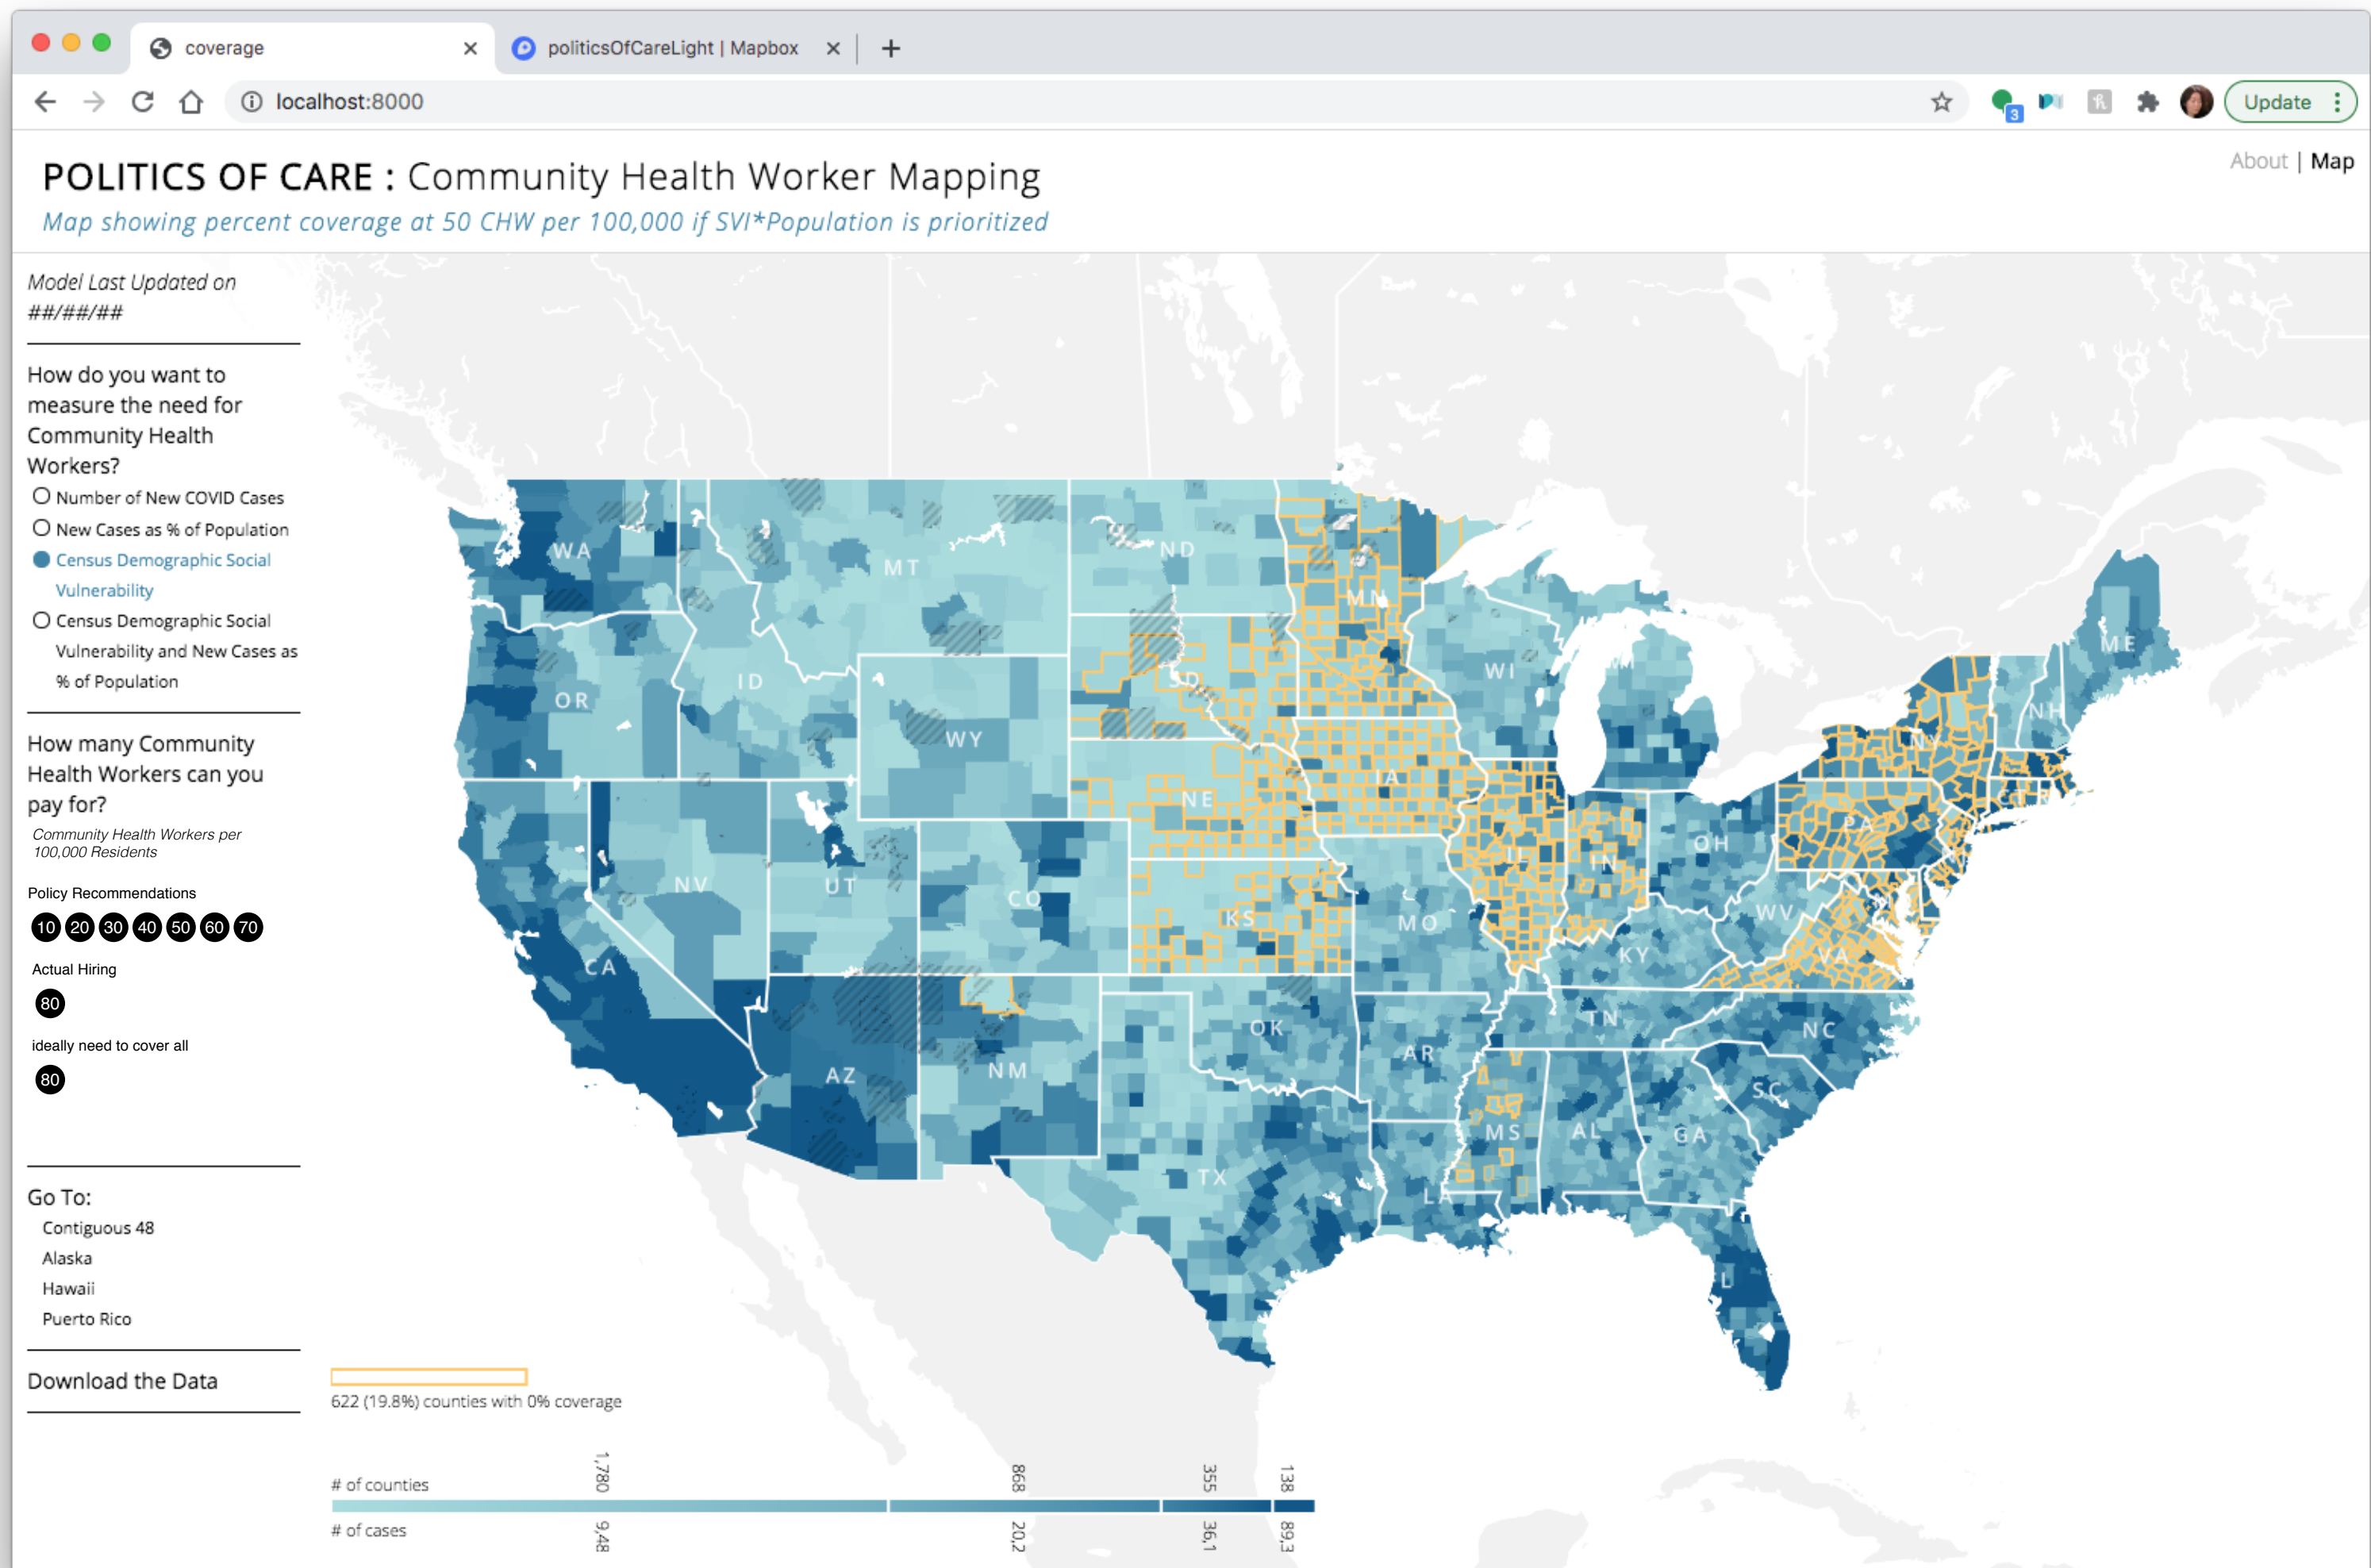 coverage
politicsOfCareLight | Mapbox
localhost:8000
3
Update
POLITICS OF CARE : Community Health Worker Mapping
About | Map
Map showing percent coverage at 50 CHW per 100,000 if SVI*Population is prioritized
Model Last Updated on
##/##/##
How do you want to
measure the need for
Community Health
Workers?
Number of New COVID Cases
New Cases as % of Population
Census Demographic Social
Vulnerability
Census Demographic Social
Vulnerability and New Cases as
% of Population
How many Community
Health Workers can you
pay for?
Community Health Workers per
100,000 Residents
Policy Recommendations
10 20 30 40 50 60 70
Actual Hiring
80
ideally need to cover all
80
Go To:
Contiguous 48
Alaska
Hawaii
Puerto Rico
Download the Data
WA
MT
ND
MN
ME
OR
ID
WI
WY
NH
NY
IA
NE
PA
OH
NV
UT
CO
IL
IN
KS
MO
WV
KY
VA
CA
OK
TN
NC
AZ
NM
AR
SC
MS
AL
GA
TX
LA
622 (19.8%) counties with 0% coverage
# of counties
1,780
868
355
138
# of cases
9,48
20,2
36,1
89,3